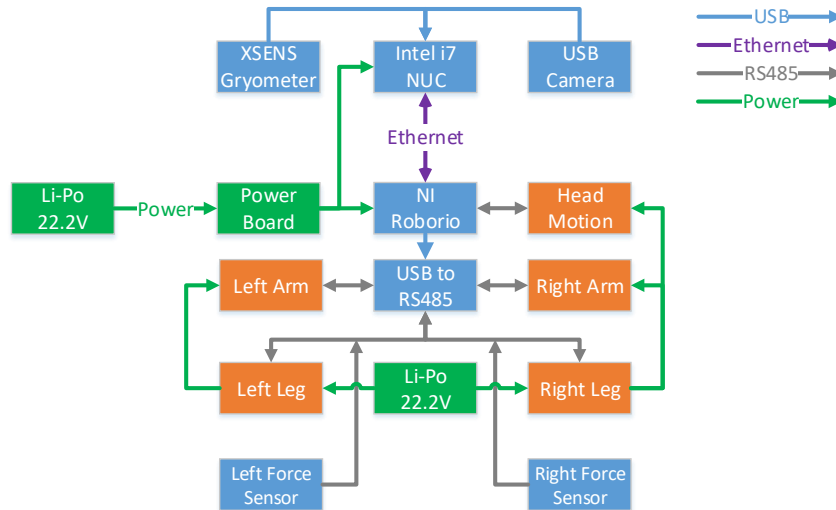 USB
XSENS
Gryometer
Intel i7
NUC
USB
Camera
Ethernet
RS485
Power
Ethernet
Li-Po
22.2V
Power
Power
Board
NI
Roborio
Head
Motion
Left Arm
USB to
RS485
Right Arm
Left Leg
Li-Po
22.2V
Right Leg
Left Force
Sensor
Right Force
Sensor